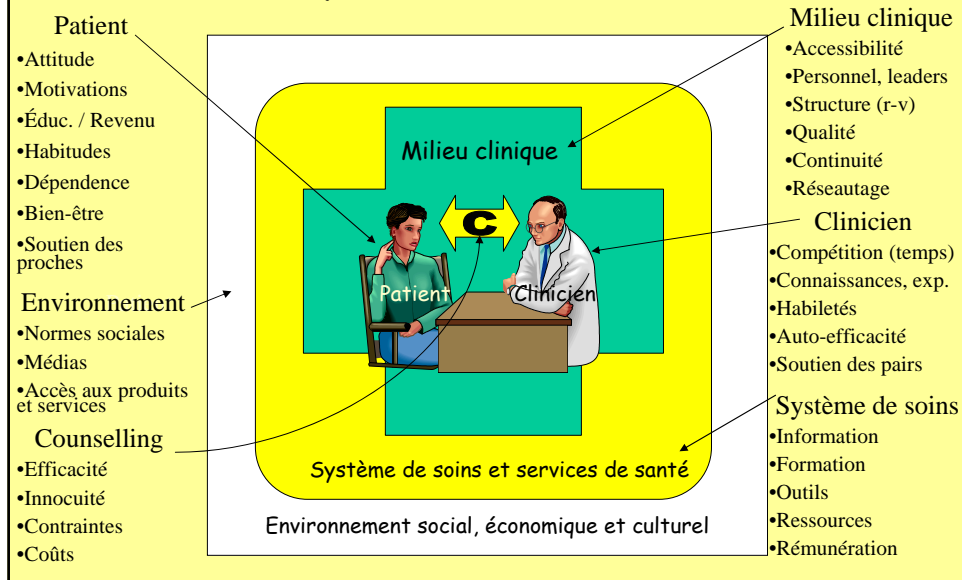 Patient
•Attitude
•Motivations
•Éduc. / Revenu
•Habitudes
•Dépendence
•Bien-être
•Soutien des
proches
Environnement
•Normes sociales
•Médias
•Accès aux produits
et services
Counselling
•Efficacité
•Innocuité
•Contraintes
•Coûts
Milieu clinique
C
Patient
Clinicien
Système de soins et services de santé
Environnement social, économique et culturel
Milieu clinique
•Accessibilité
•Personnel, leaders
•Structure (r-v)
•Qualité
•Continuité
•Réseautage
Clinicien
•Compétition (temps)
•Connaissances, exp.
•Habiletés
•Auto-efficacité
•Soutien des pairs
Système de soins
•Information
•Formation
•Outils
•Ressources
•Rémunération